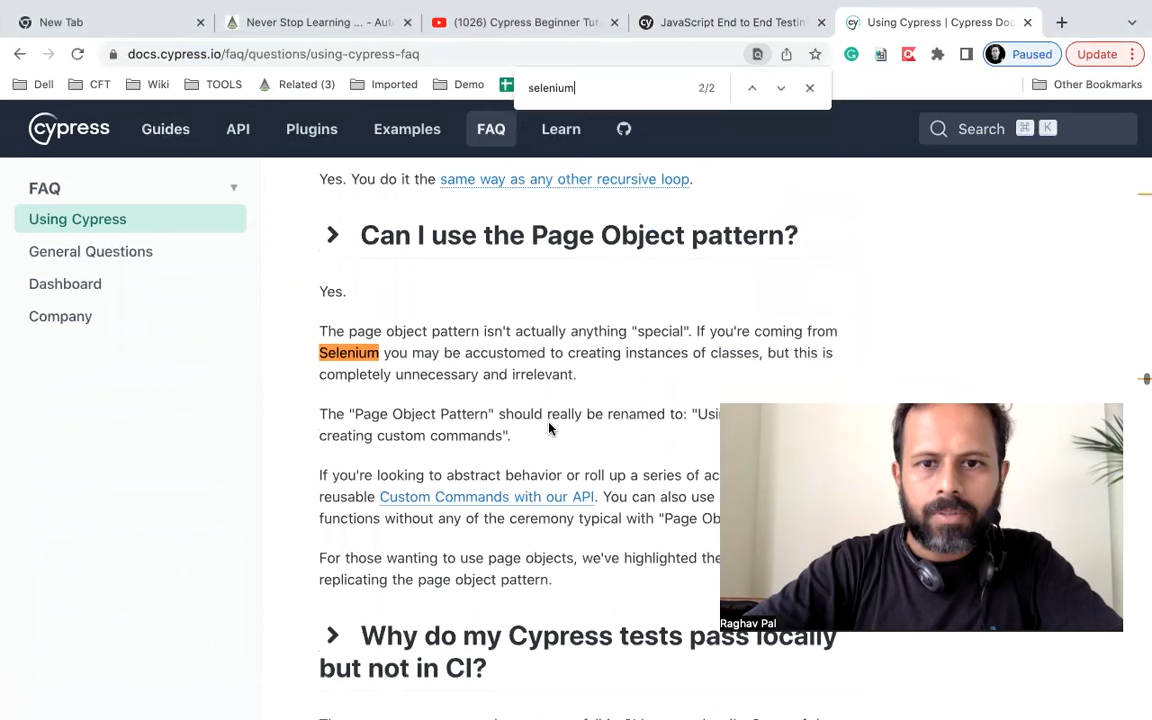 New Tab
Never Stop Learning ... - Aut
(1026) Cypress Beginner Tut
JavaScript End to End Testin
Using Cypress | Cypress Doc
docs.cypress.io/faq/questions/using-cypress-faq
Paused
Update
Dell
CFT
Wiki
TOOLS
Related (3)
Imported
Demo
Other Bookmarks
selenium
2/2
cypress
Guides
API
Plugins
Examples
FAQ
Learn
Search
⌘ K
FAQ
Using Cypress
General Questions
Dashboard
Company
Yes. You do it the same way as any other recursive loop.
Can I use the Page Object pattern?
Yes.
The page object pattern isn't actually anything "special". If you're coming from
Selenium you may be accustomed to creating instances of classes, but this is
completely unnecessary and irrelevant.
The "Page Object Pattern" should really be renamed to: "Usi
creating custom commands".
If you're looking to abstract behavior or roll up a series of ac
reusable Custom Commands with our API. You can also use
functions without any of the ceremony typical with "Page Ob
For those wanting to use page objects, we've highlighted the
replicating the page object pattern.
Raghav Pal
Why do my Cypress tests pass locally
but not in CI?